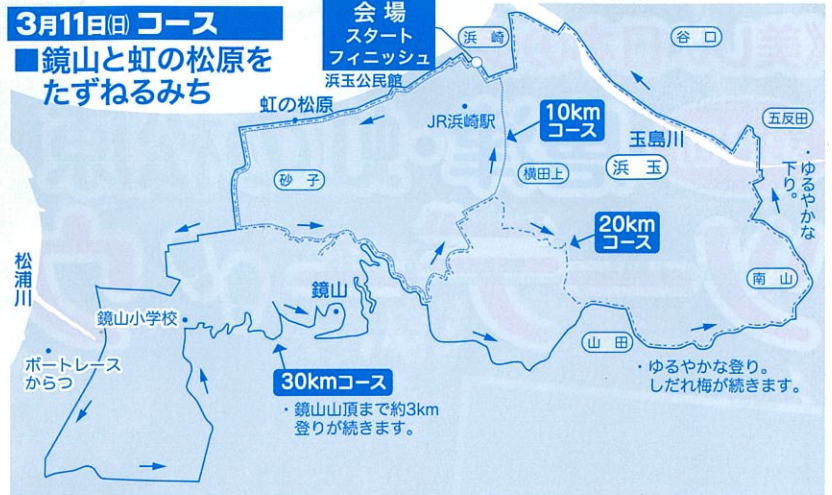 3月11日(日) コース
■鏡山と虹の松原を
たずねるみち
会場
スタート
フィニッシュ
浜玉公民館
浜崎
谷口
虹の松原
JR浜崎駅
10km
コース
玉島川
五反田
・ゆるやかな
下り。
砂子
横田上
浜玉
20km
コース
松浦川
鏡山
南山
鏡山小学校
山田
ボートレース
からつ
30kmコース
・鏡山山頂まで約3km
登りが続きます。
・ゆるやかな登り。
しだれ梅が続きます。